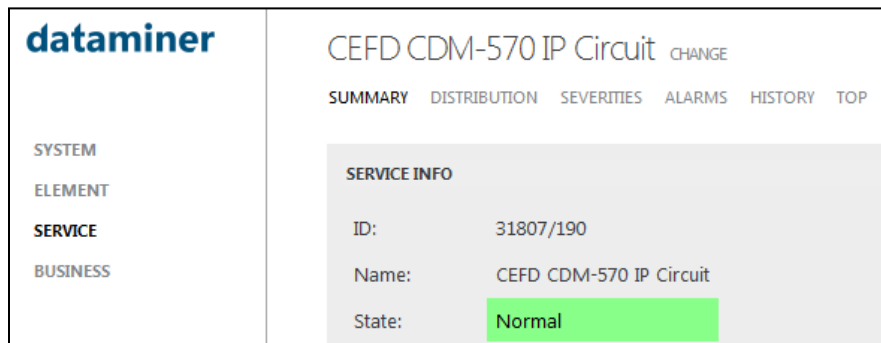 dataminer
SYSTEM
ELEMENT
SERVICE
BUSINESS
CEFD CDM-570 IP Circuit CHANGE
SUMMARY DISTRIBUTION SEVERITIES ALARMS HISTORY TOP
SERVICE INFO
ID: 31807/190
Name: CEFD CDM-570 IP Circuit
State: Normal